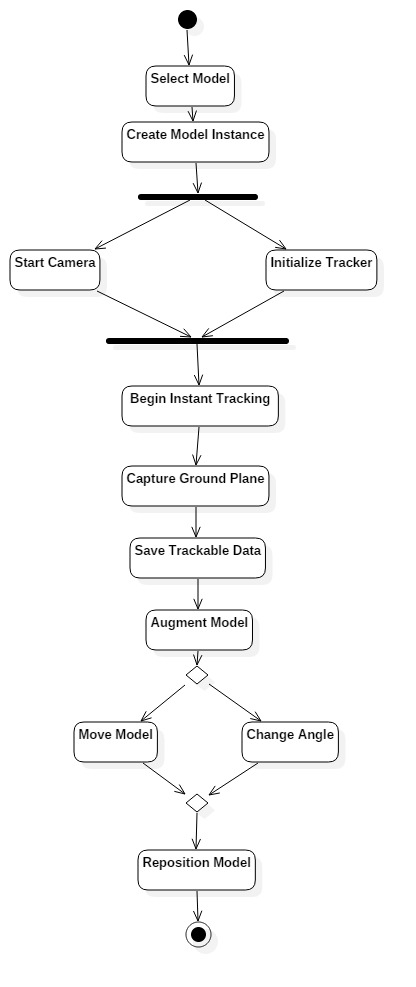 Select Model
Create Model Instance
Start Camera
Initialize Tracker
Begin Instant Tracking
Capture Ground Plane
Save Trackable Data
Augment Model
Move Model
Change Angle
Reposition Model